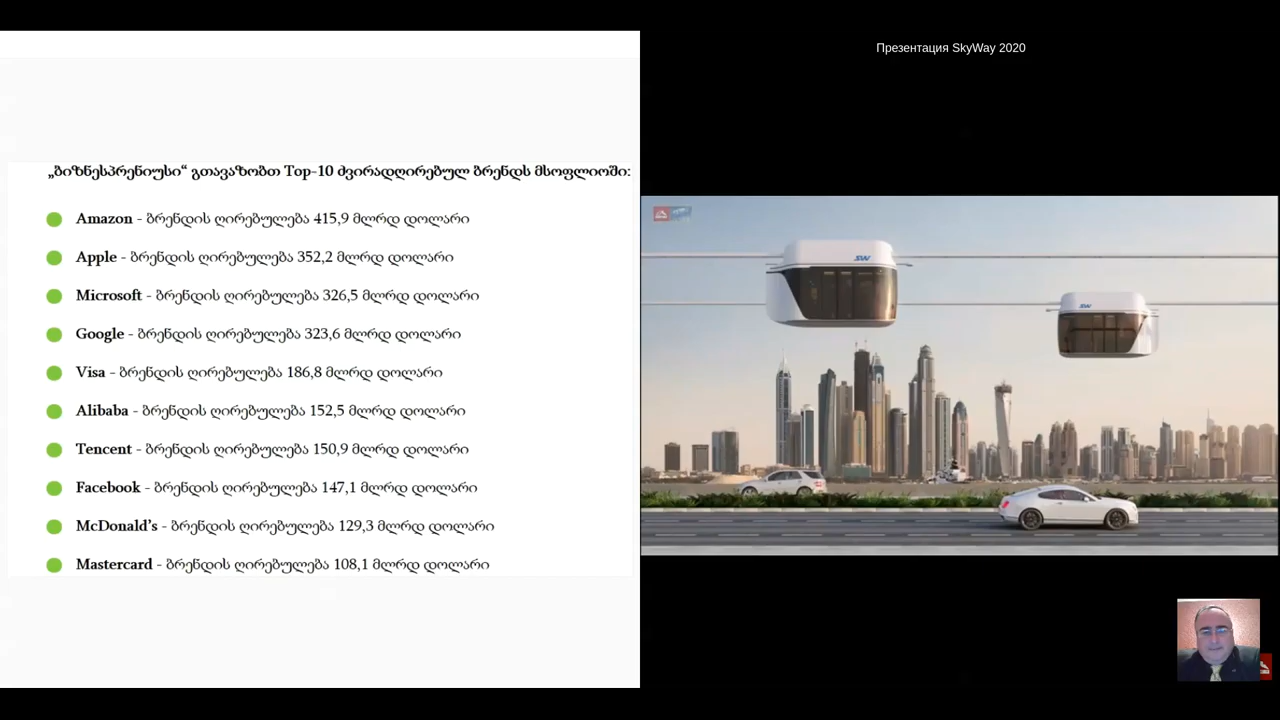 Презентация SkyWay 2020
„ბიზნესპრენიუსი“ გთავაზობთ Top-10 ძვირადღირებულ ბრენდს მსოფლიოში:
Amazon - ბრენდის ღირებულება 415,9 მლრდ დოლარი
Apple - ბრენდის ღირებულება 352,2 მლრდ დოლარი
Microsoft - ბრენდის ღირებულება 326,5 მლრდ დოლარი
Google - ბრენდის ღირებულება 323,6 მლრდ დოლარი
Visa - ბრენდის ღირებულება 186,8 მლრდ დოლარი
Alibaba - ბრენდის ღირებულება 152,5 მლრდ დოლარი
Tencent - ბრენდის ღირებულება 150,9 მლრდ დოლარი
Facebook - ბრენდის ღირებულება 147,1 მლრდ დოლარი
McDonald’s - ბრენდის ღირებულება 129,3 მლრდ დოლარი
Mastercard - ბრენდის ღირებულება 108,1 მლრდ დოლარი
SW
SW